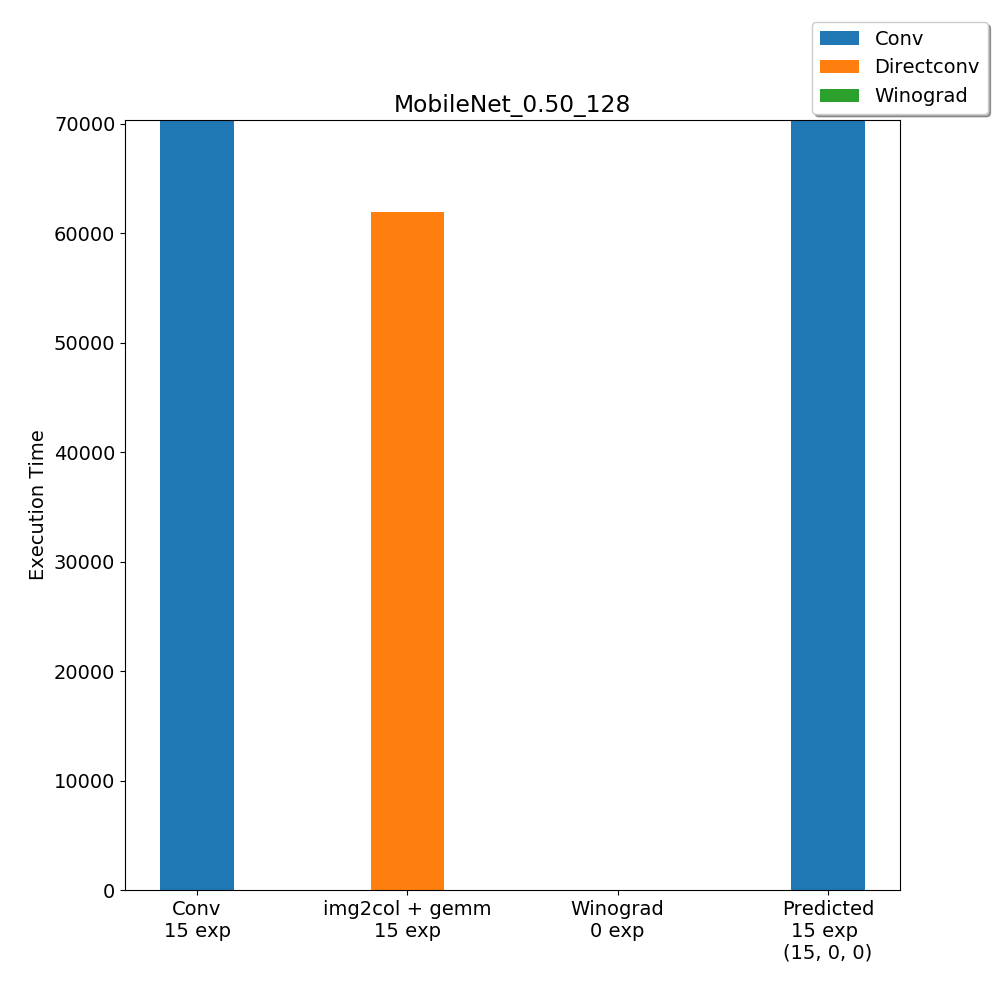 Conv
Directconv
Winograd
MobileNet_0.50_128
70000
60000
50000
40000
30000
20000
10000
0
Execution Time
Conv
15 exp
img2col + gemm
15 exp
Winograd
0 exp
Predicted
15 exp
(15, 0, 0)